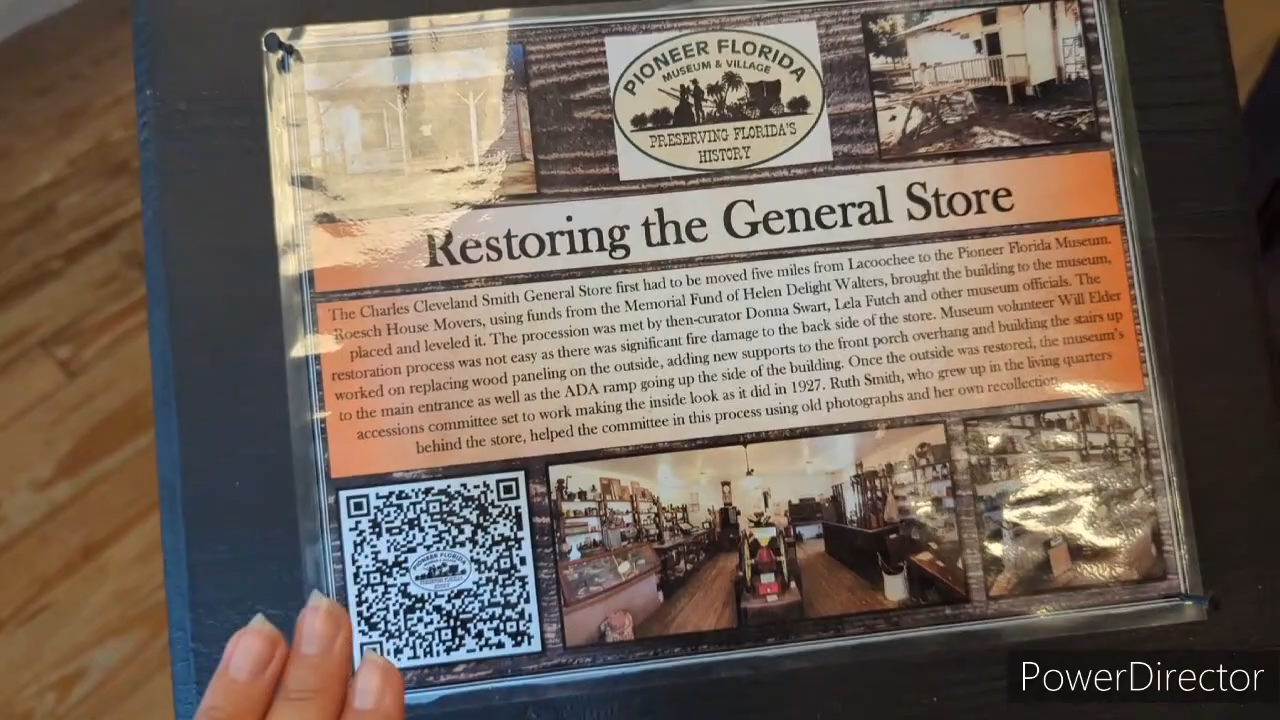 PIONEER FLORIDA
MUSEUM & VILLAGE
PRESERVING FLORIDA'S
HISTORY
Restoring the General Store
The Charles Cleveland Smith General Store first had to be moved five miles from Lacoochee to the Pioneer Florida Museum.
Roesch House Movers, using funds from the Memorial Fund of Helen Delight Walters, brought the building to the museum,
placed and leveled it. The procession was met by then-curator Donna Swart, Lela Futch and other museum officials. The
restoration process was not easy as there was significant fire damage to the back side of the store. Museum volunteer Will Elder
worked on replacing wood paneling on the outside, adding new supports to the front porch overhang and building the stairs up
to the main entrance as well as the ADA ramp going up the side of the building. Once the outside was restored, the museum's
accessions committee set to work making the inside look as it did in 1927. Ruth Smith, who grew up in the living quarters
behind the store, helped the committee in this process using old photographs and her own recollection.
PIONEER FLORIDA
PowerDirector